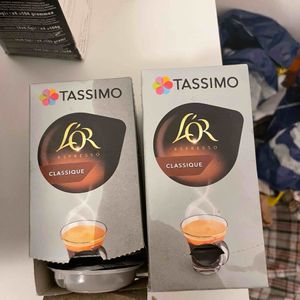 TASSIMO
L'OR
ESPRESSO
CLASSIQUE
TASSIMO
L'OR
ESPRESSO
CLASSIQUE